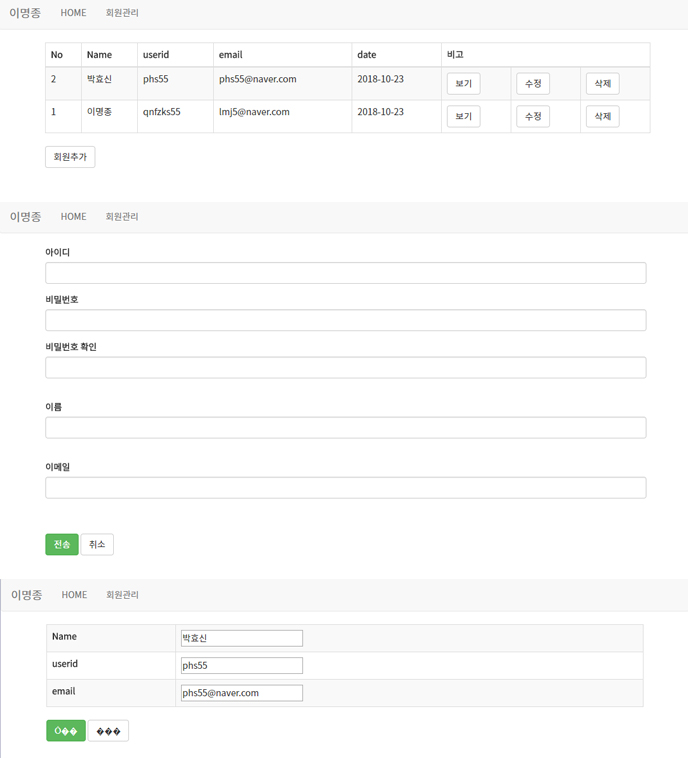 이명종 HOME 회원관리
No Name userid email date 비고
2 박효신 phs55 phs55@naver.com 2018-10-23 보기 수정 삭제
1 이명종 qnfzks55 lmj5@naver.com 2018-10-23 보기 수정 삭제
회원추가
이명종 HOME 회원관리
아이디
비밀번호
비밀번호 확인
이름
이메일
전송 취소
이명종 HOME 회원관리
Name 박효신
userid phs55
email phs55@naver.com